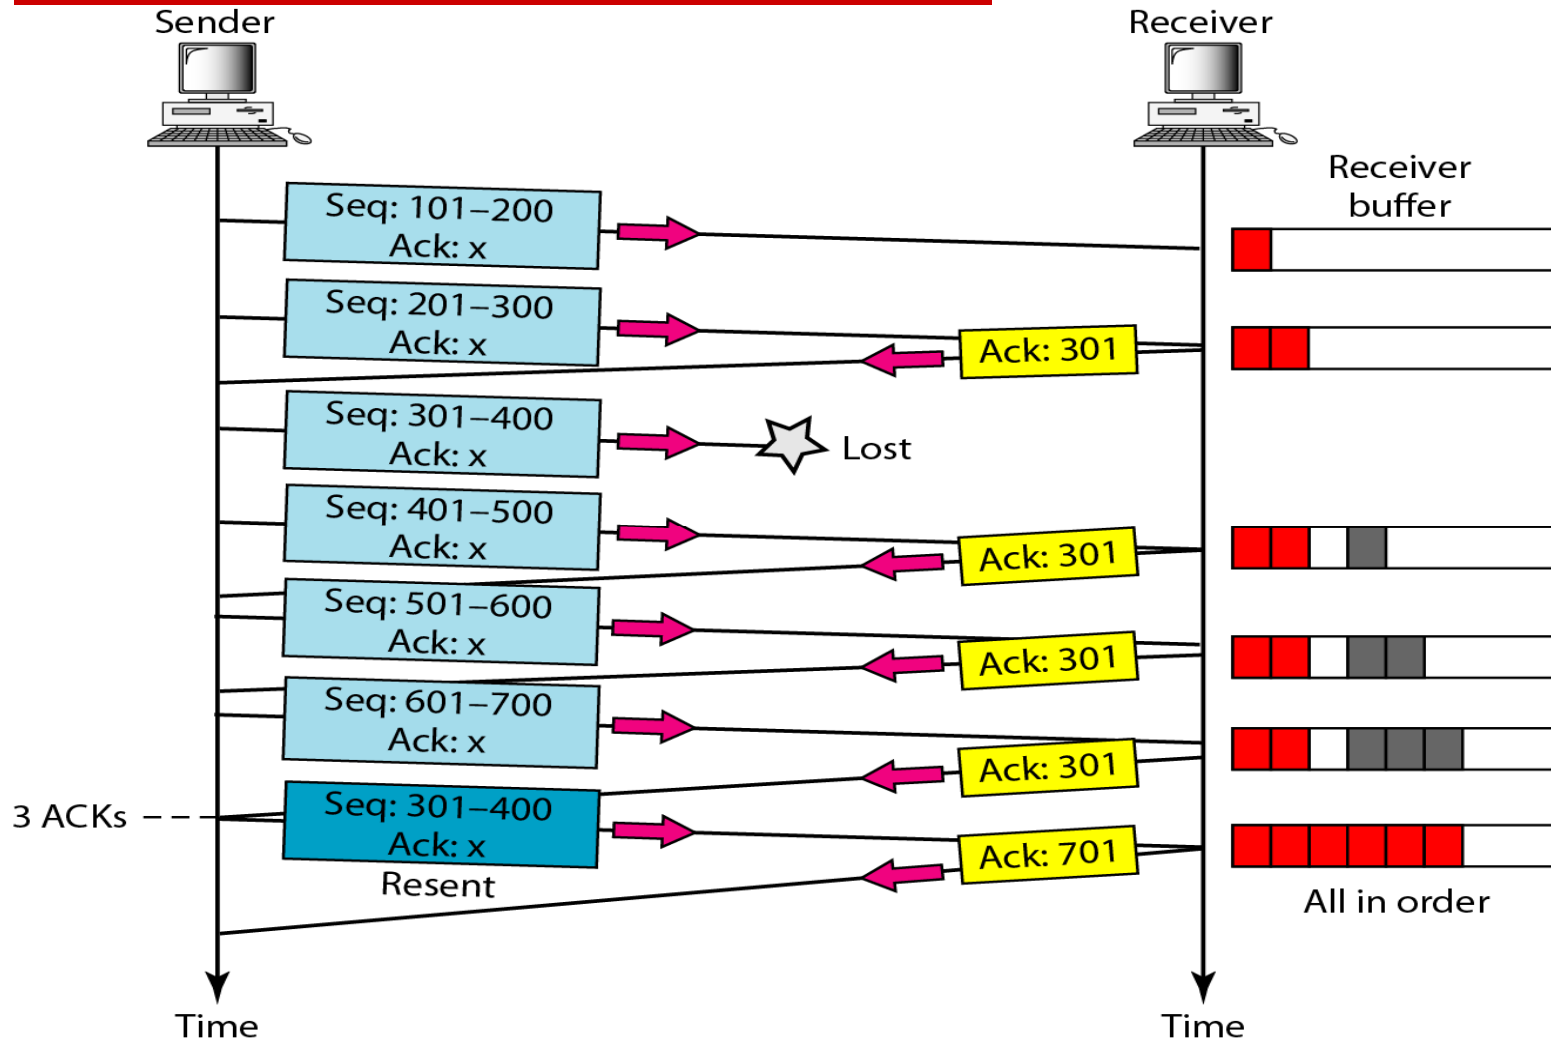 Sender
Receiver
Receiver
buffer
Seq: 101–200
Ack: x
Seq: 201–300
Ack: x
Ack: 301
Seq: 301–400
Ack: x
Lost
Seq: 401–500
Ack: x
Ack: 301
Seq: 501–600
Ack: x
Ack: 301
Seq: 601–700
Ack: x
Ack: 301
3 ACKs
Seq: 301–400
Ack: x
Resent
Ack: 701
All in order
Time
Time